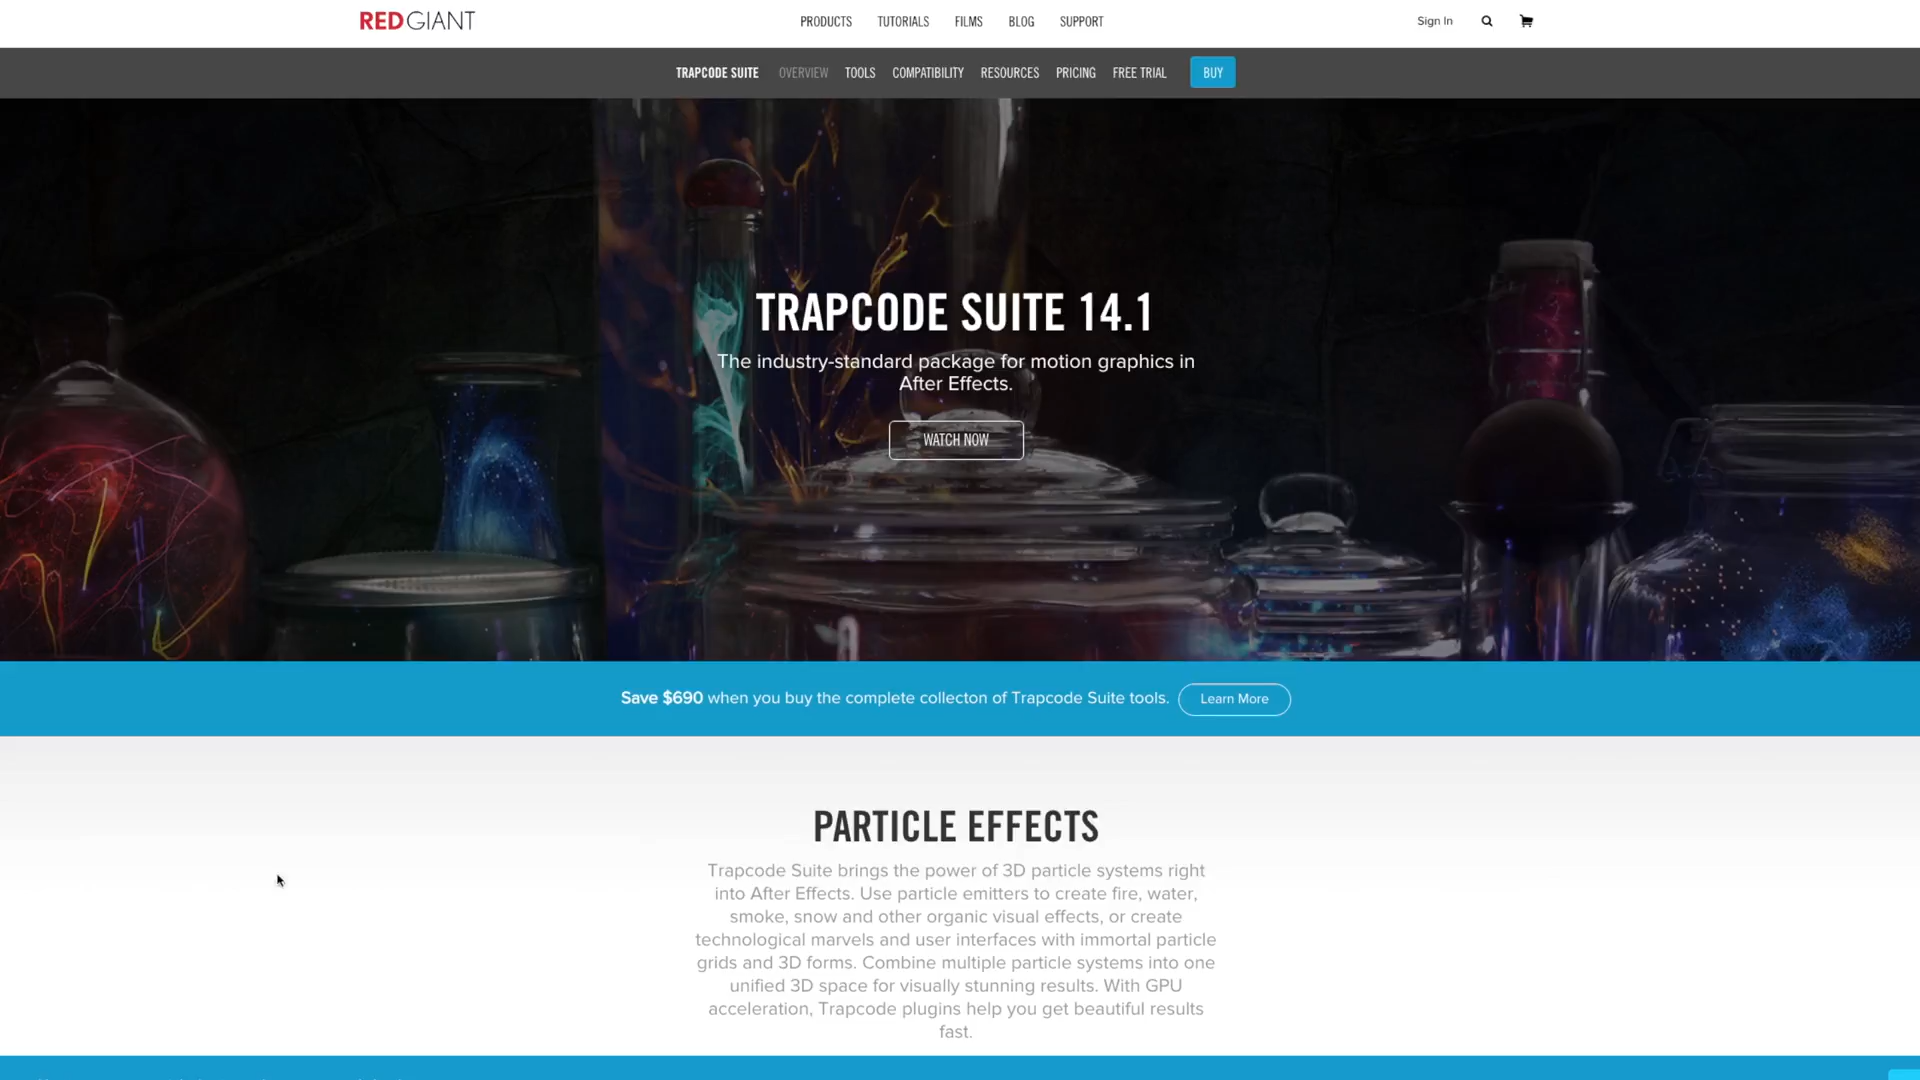 REDGIANT
PRODUCTS TUTORIALS FILMS BLOG SUPPORT
Sign In
TRAPCODE SUITE OVERVIEW TOOLS COMPATIBILITY RESOURCES PRICING FREE TRIAL BUY
TRAPCODE SUITE 14.1
The industry-standard package for motion graphics in
After Effects.
WATCH NOW
Save $690 when you buy the complete collecton of Trapcode Suite tools. Learn More
PARTICLE EFFECTS
Trapcode Suite brings the power of 3D particle systems right
into After Effects. Use particle emitters to create fire, water,
smoke, snow and other organic visual effects, or create
technological marvels and user interfaces with immortal particle
grids and 3D forms. Combine multiple particle systems into one
unified 3D space for visually stunning results. With GPU
acceleration, Trapcode plugins help you get beautiful results
fast.